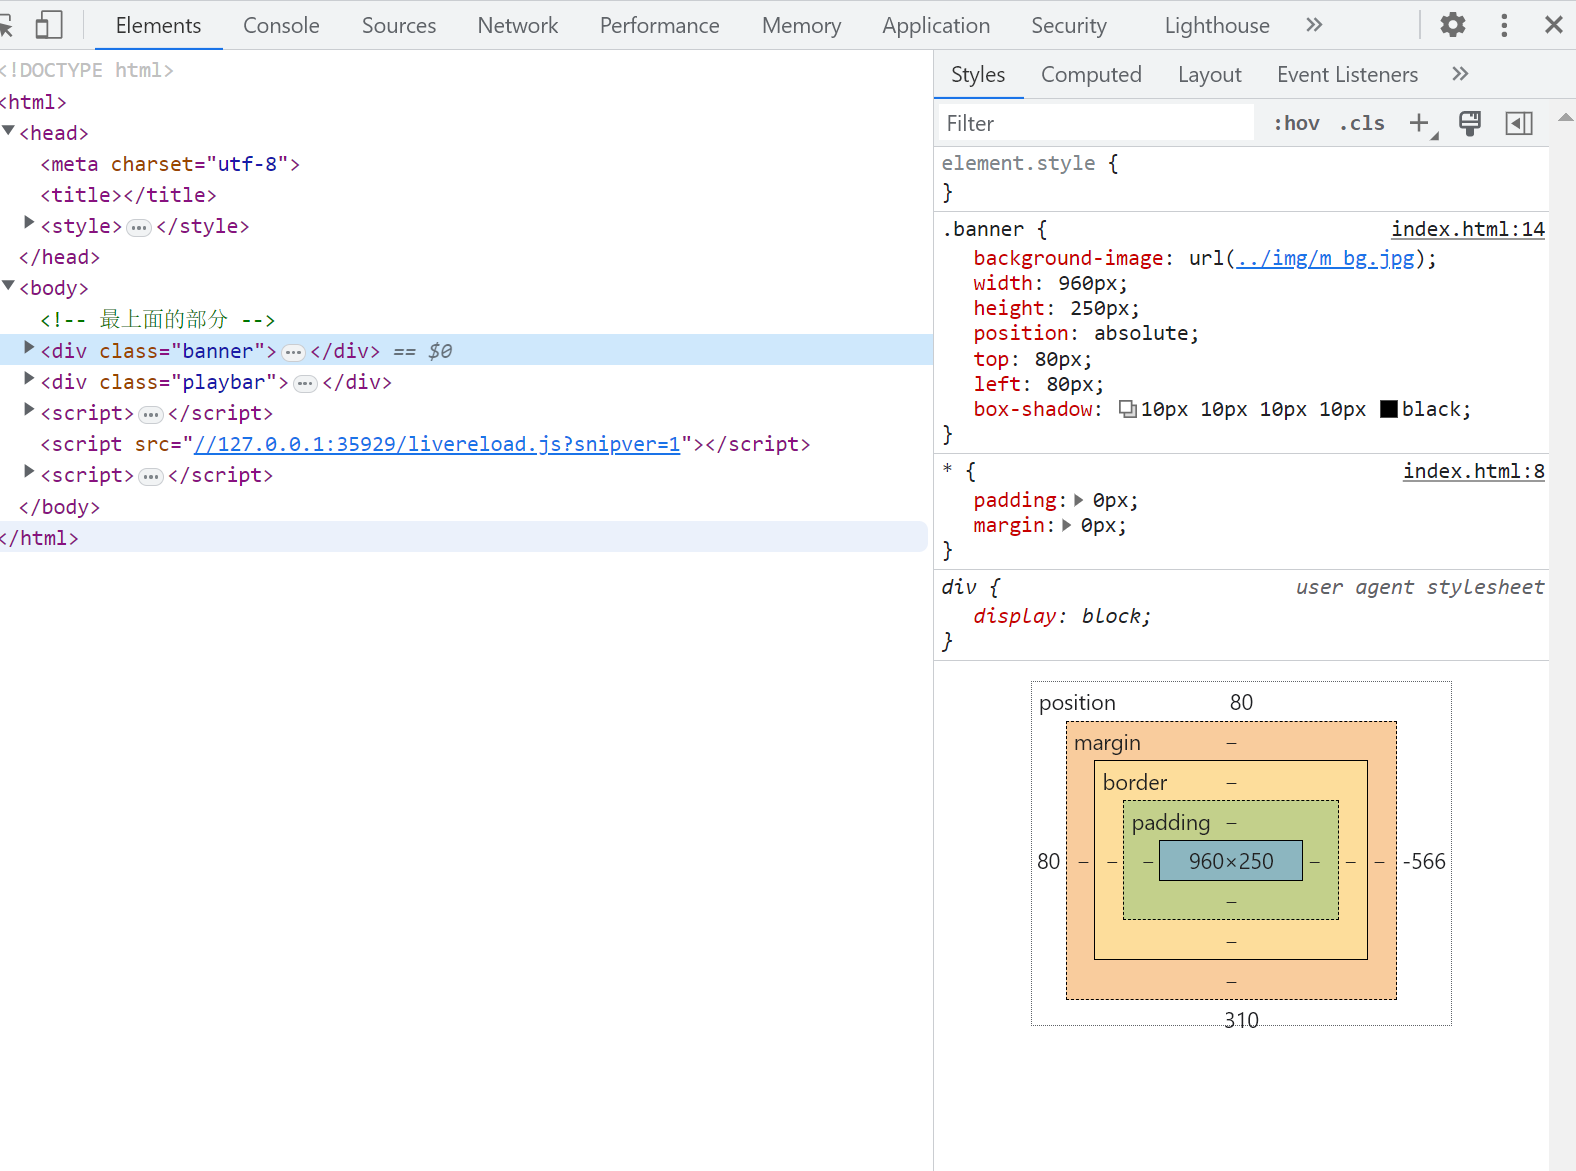 Elements Console Sources Network Performance Memory Application Security Lighthouse »
<!DOCTYPE html>
<html>
<head>
<meta charset="utf-8">
<title></title>
<style>…</style>
</head>
<body>
<!-- 最上面的部分 -->
<div class="banner">…</div> == $0
<div class="playbar">…</div>
<script>…</script>
<script src="//127.0.0.1:35929/livereload.js?snipver=1"></script>
<script>…</script>
</body>
</html>
Styles Computed Layout Event Listeners »
Filter :hov .cls +
element.style {
}
.banner { index.html:14
background-image: url(../img/m_bg.jpg);
width: 960px;
height: 250px;
position: absolute;
top: 80px;
left: 80px;
box-shadow: 10px 10px 10px 10px black;
}
* { index.html:8
padding: 0px;
margin: 0px;
}
div { user agent stylesheet
display: block;
}
position 80
margin –
border –
padding –
80 – – – 960×250 – – – -566
–
–
–
310